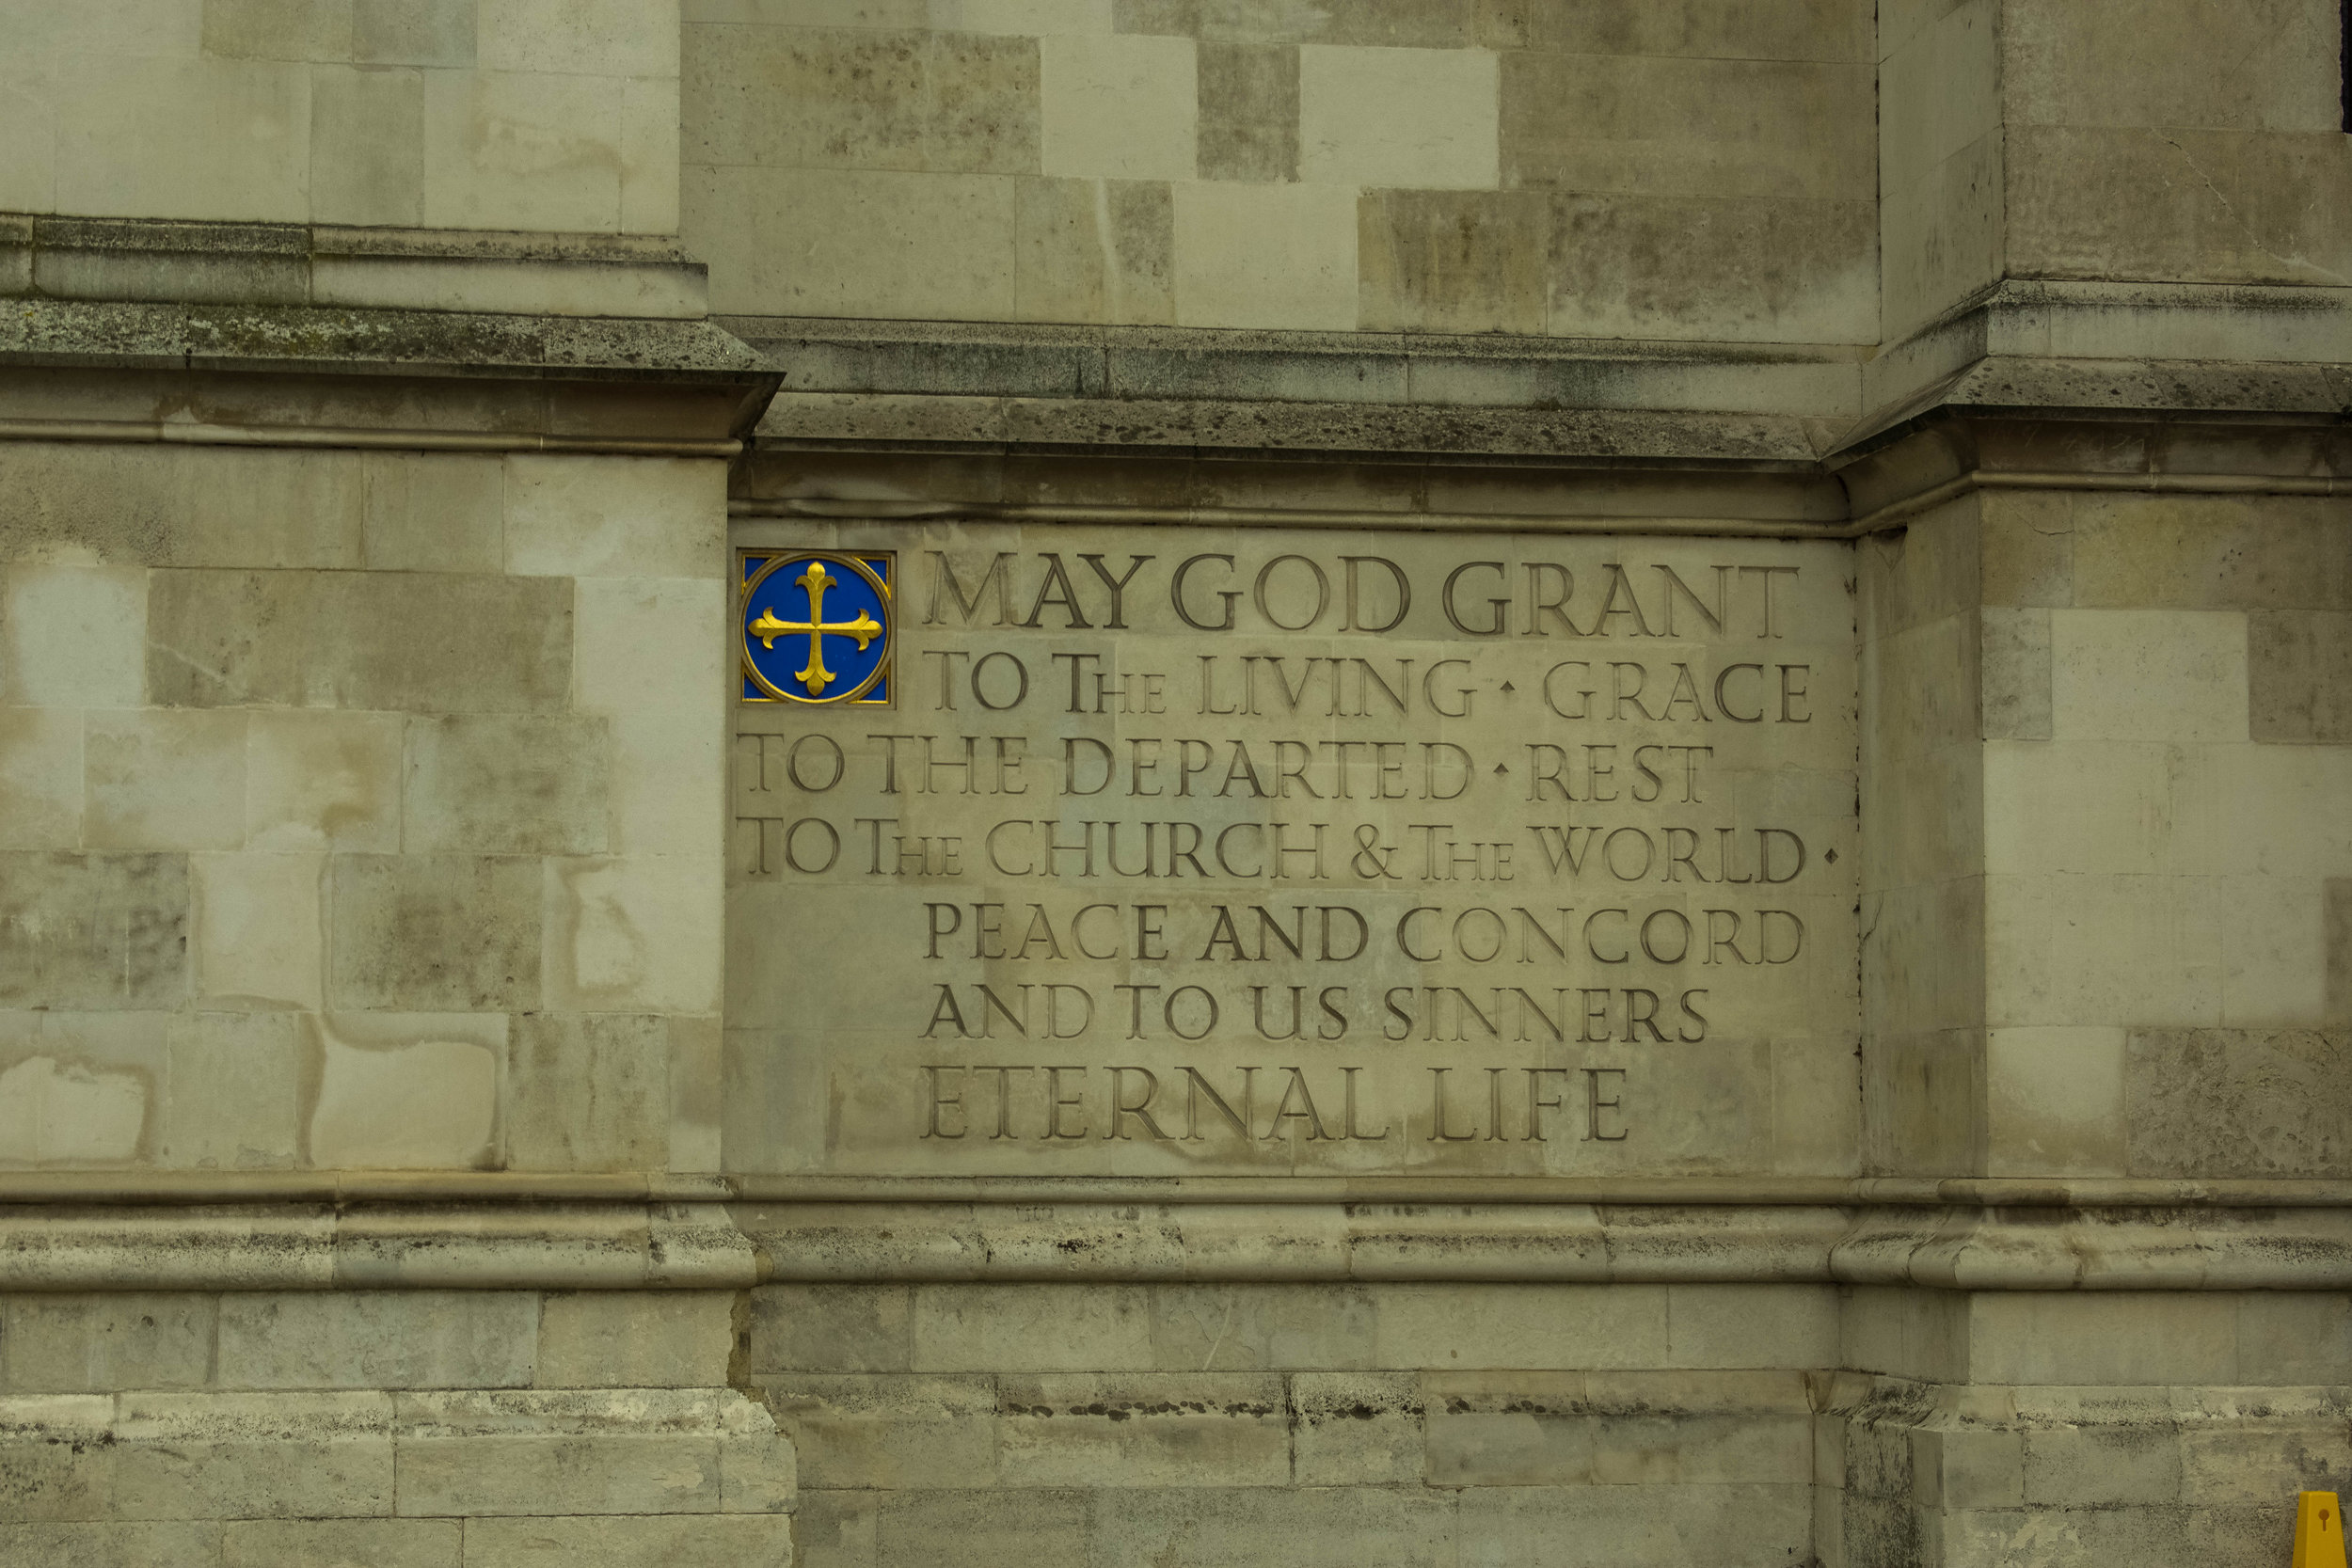 MAY GOD GRANT
TO THE LIVING · GRACE
TO THE DEPARTED · REST
TO THE CHURCH & THE WORLD ·
PEACE AND CONCORD
AND TO US SINNERS
ETERNAL LIFE